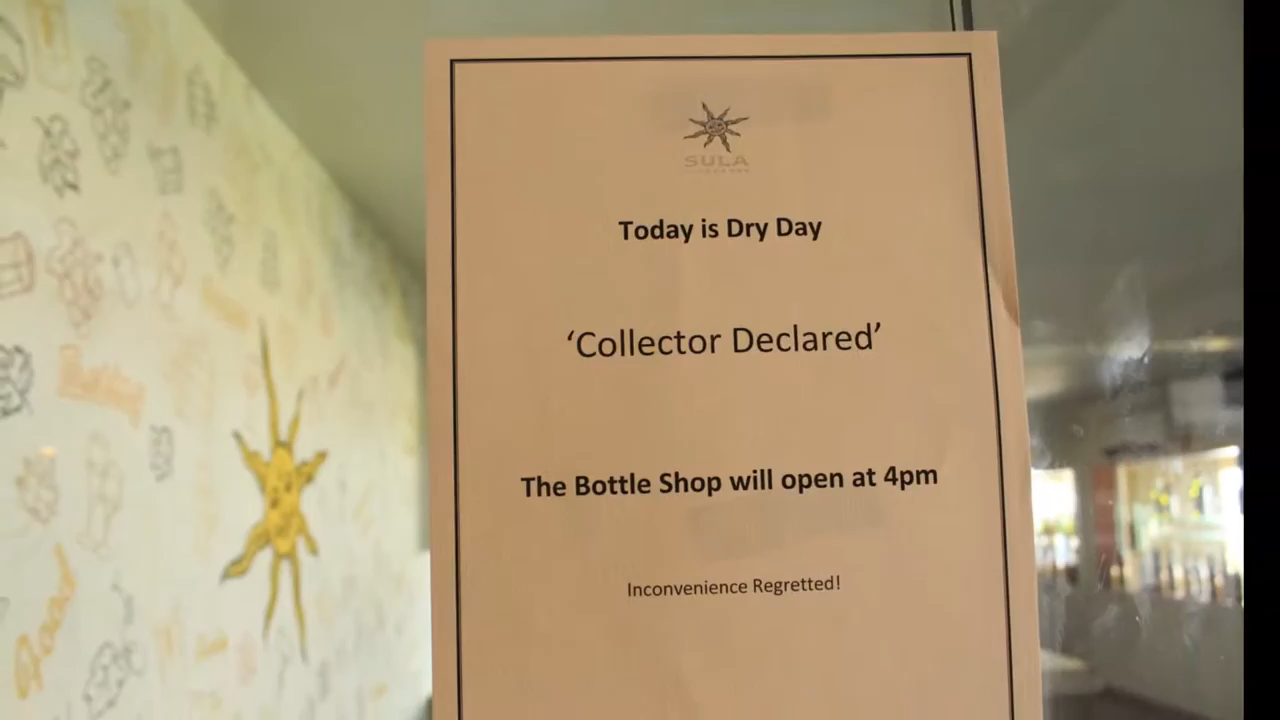 SULA
Today is Dry Day
‘Collector Declared’
The Bottle Shop will open at 4pm
Inconvenience Regretted!